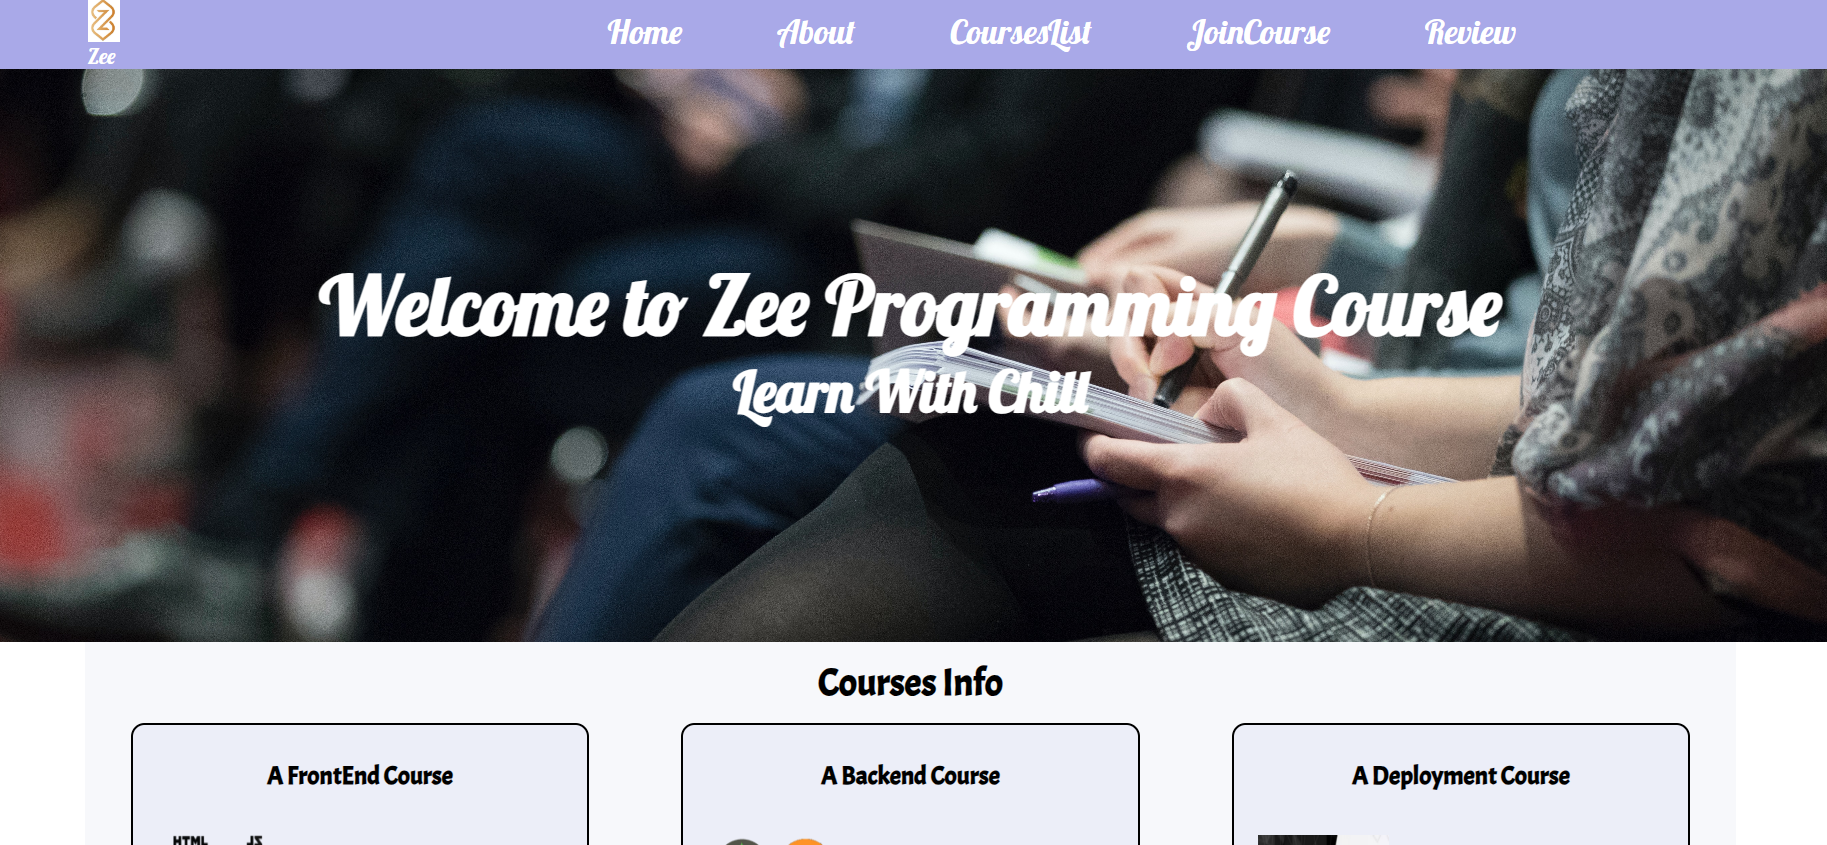 Zee
Home About CoursesList JoinCourse Review
Welcome to Zee Programming Course
Learn With Chill
Courses Info
A FrontEnd Course
A Backend Course
A Deployment Course
HTML JS